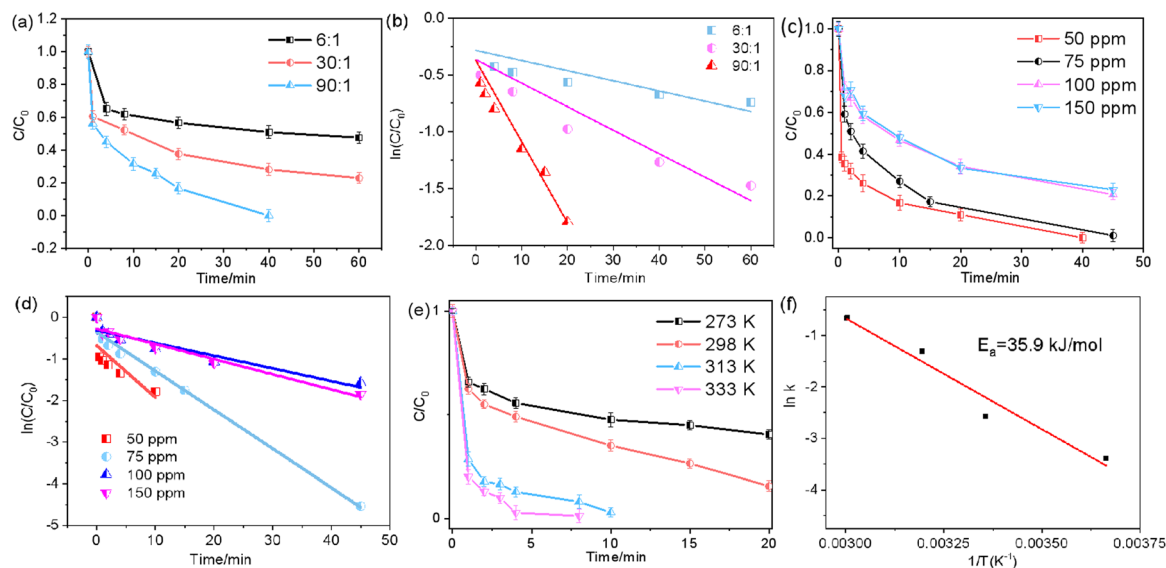 (a)
C/C0
1.2
1.0
0.8
0.6
0.4
0.2
0.0
-0.2
0 10 20 30 40 50 60
Time/min
6:1
30:1
90:1
(b)
ln(C/C0)
0.0
-0.5
-1.0
-1.5
-2.0
0 20 40 60
Time/min
6:1
30:1
90:1
(c)
C/C0
1.0
0.8
0.6
0.4
0.2
0.0
0 10 20 30 40 50
Time/min
50 ppm
75 ppm
100 ppm
150 ppm
(d)
ln(C/C0)
0
-1
-2
-3
-4
-5
0 10 20 30 40 50
Time/min
50 ppm
75 ppm
100 ppm
150 ppm
(e)
C/C0
1
0
0 5 10 15 20
Time/min
273 K
298 K
313 K
333 K
(f)
ln k
-1
-2
-3
-4
0.00300 0.00325 0.00350 0.00375
1/T(K-1)
Ea=35.9 kJ/mol